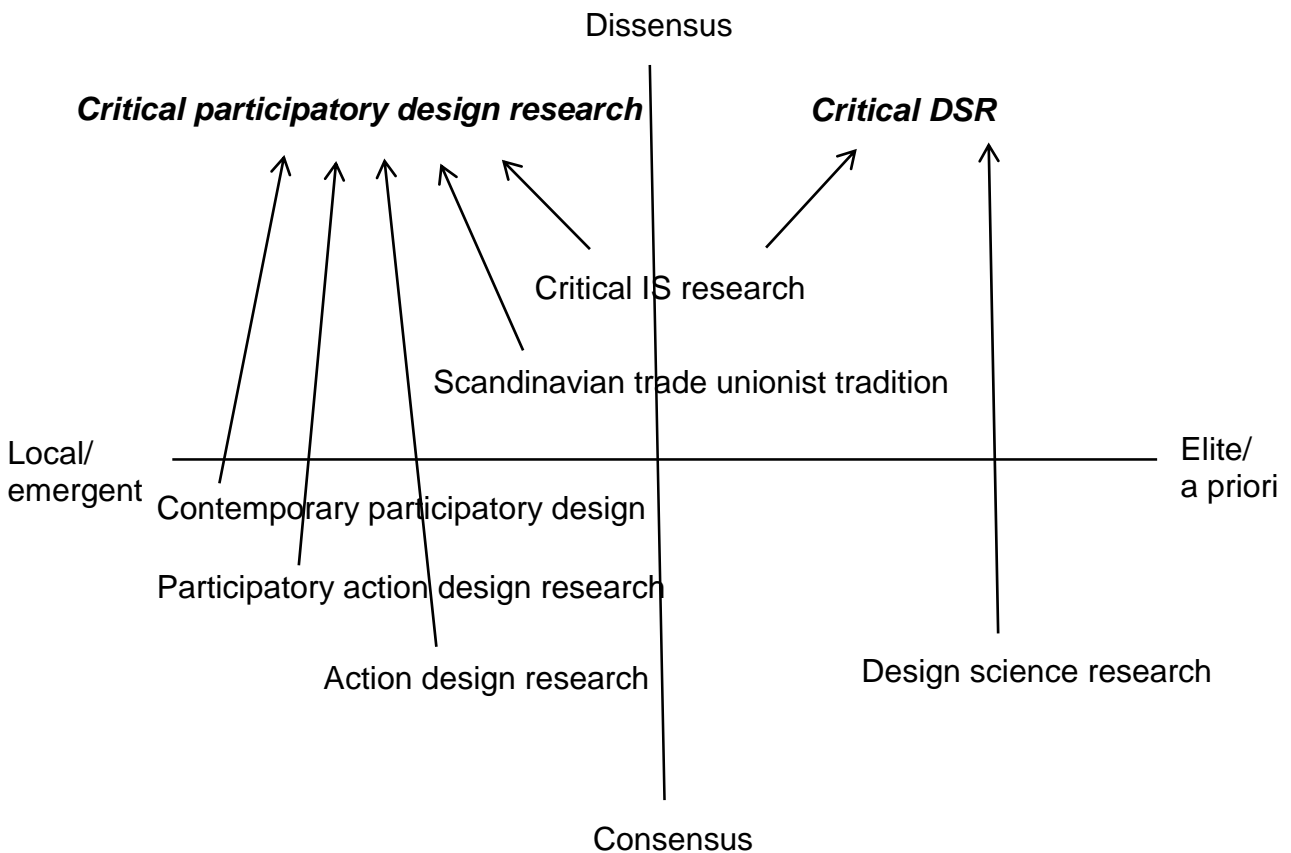 Dissensus
Critical participatory design research
Critical DSR
Critical IS research
Scandinavian trade unionist tradition
Local/
emergent
Elite/
a priori
Contemporary participatory design
Participatory action design research
Action design research
Design science research
Consensus